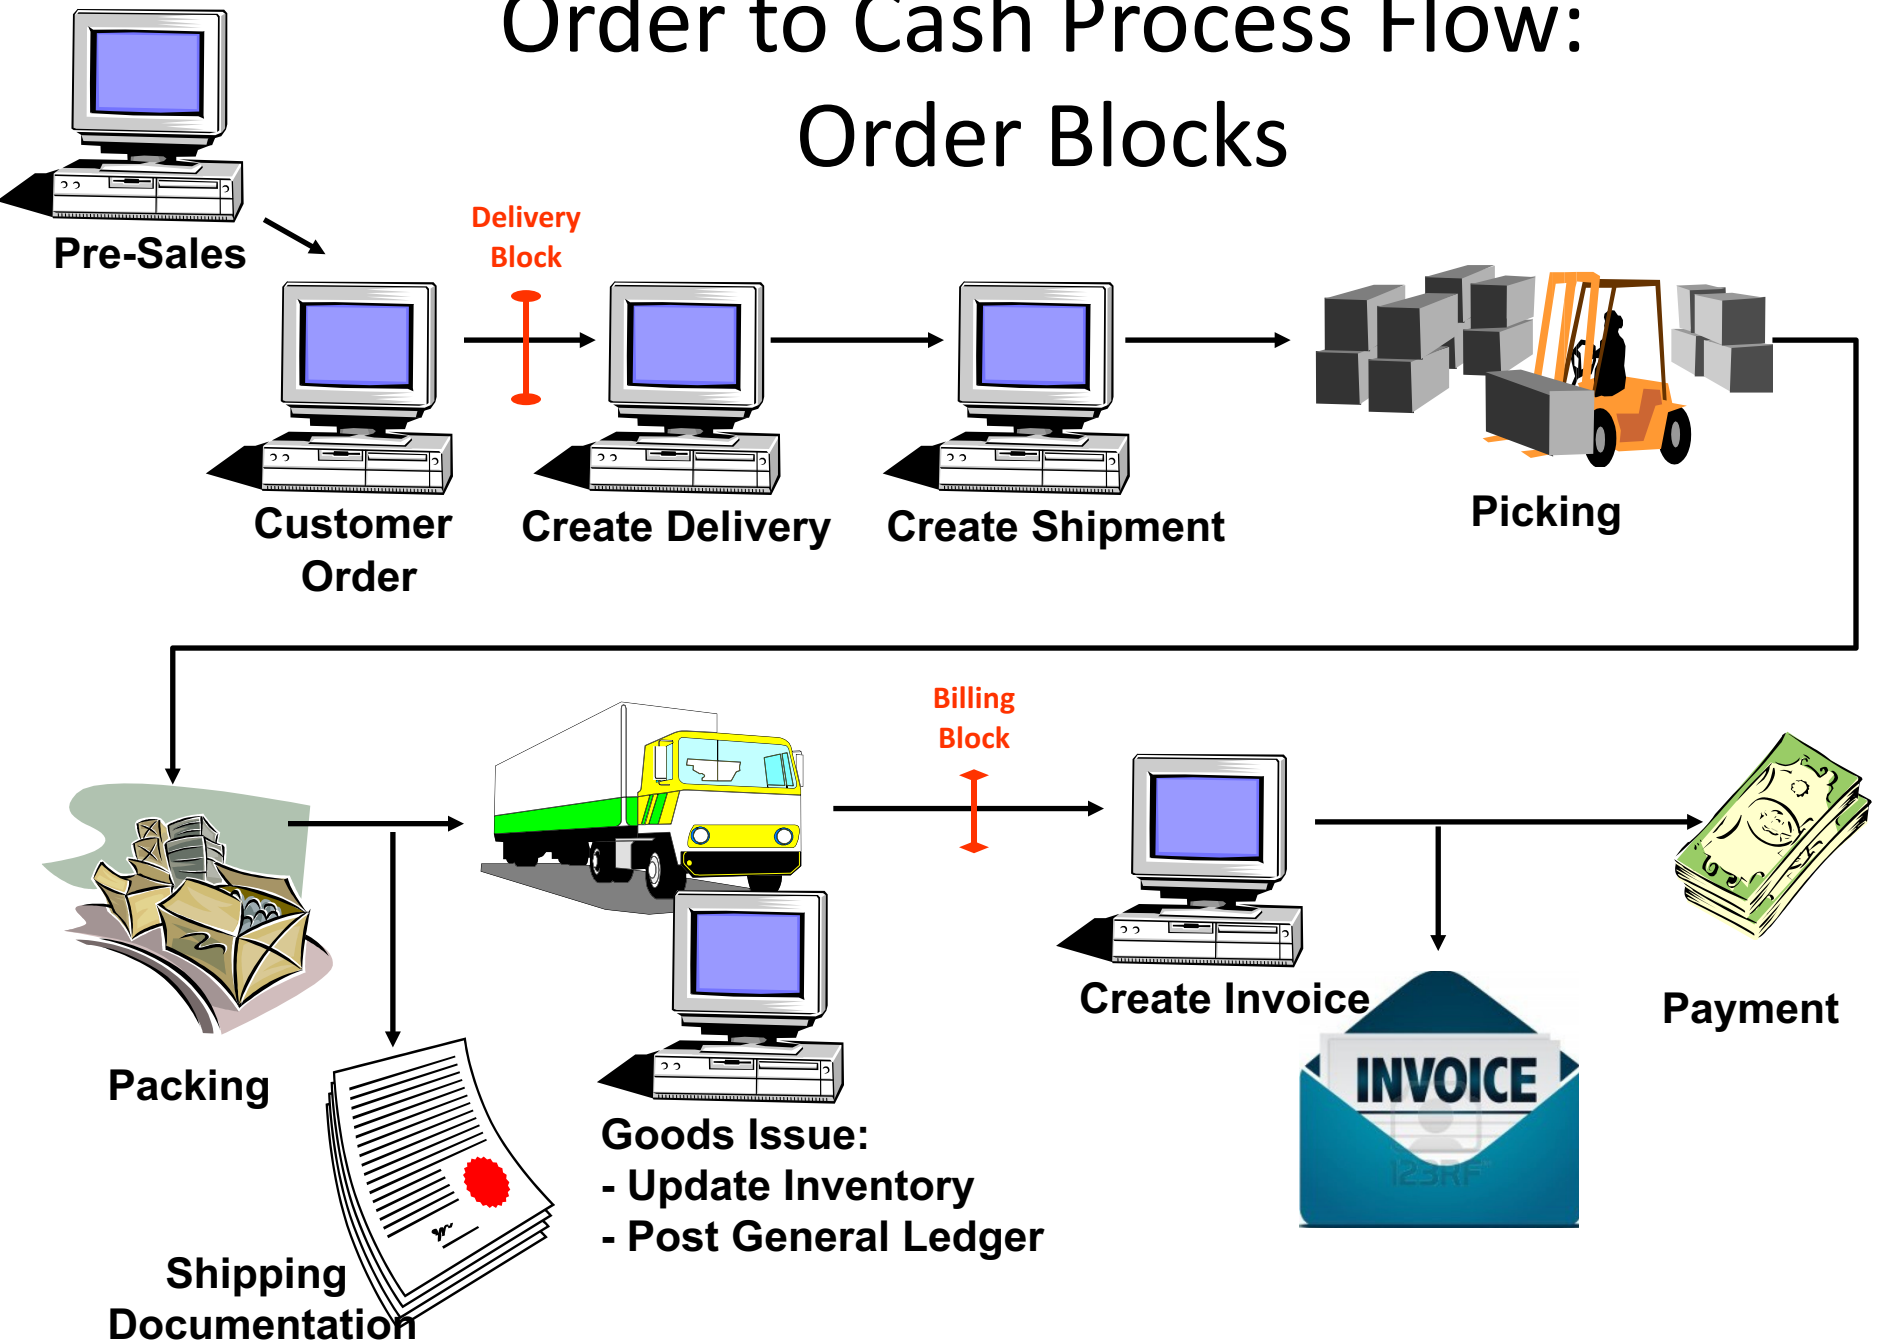 Order to Cash Process Flow:
Order Blocks
Pre-Sales
Delivery
Block
Customer
Order
Create Delivery
Create Shipment
Picking
Billing
Block
Packing
Shipping
Documentation
Goods Issue:
- Update Inventory
- Post General Ledger
Create Invoice
INVOICE
123RF
Payment